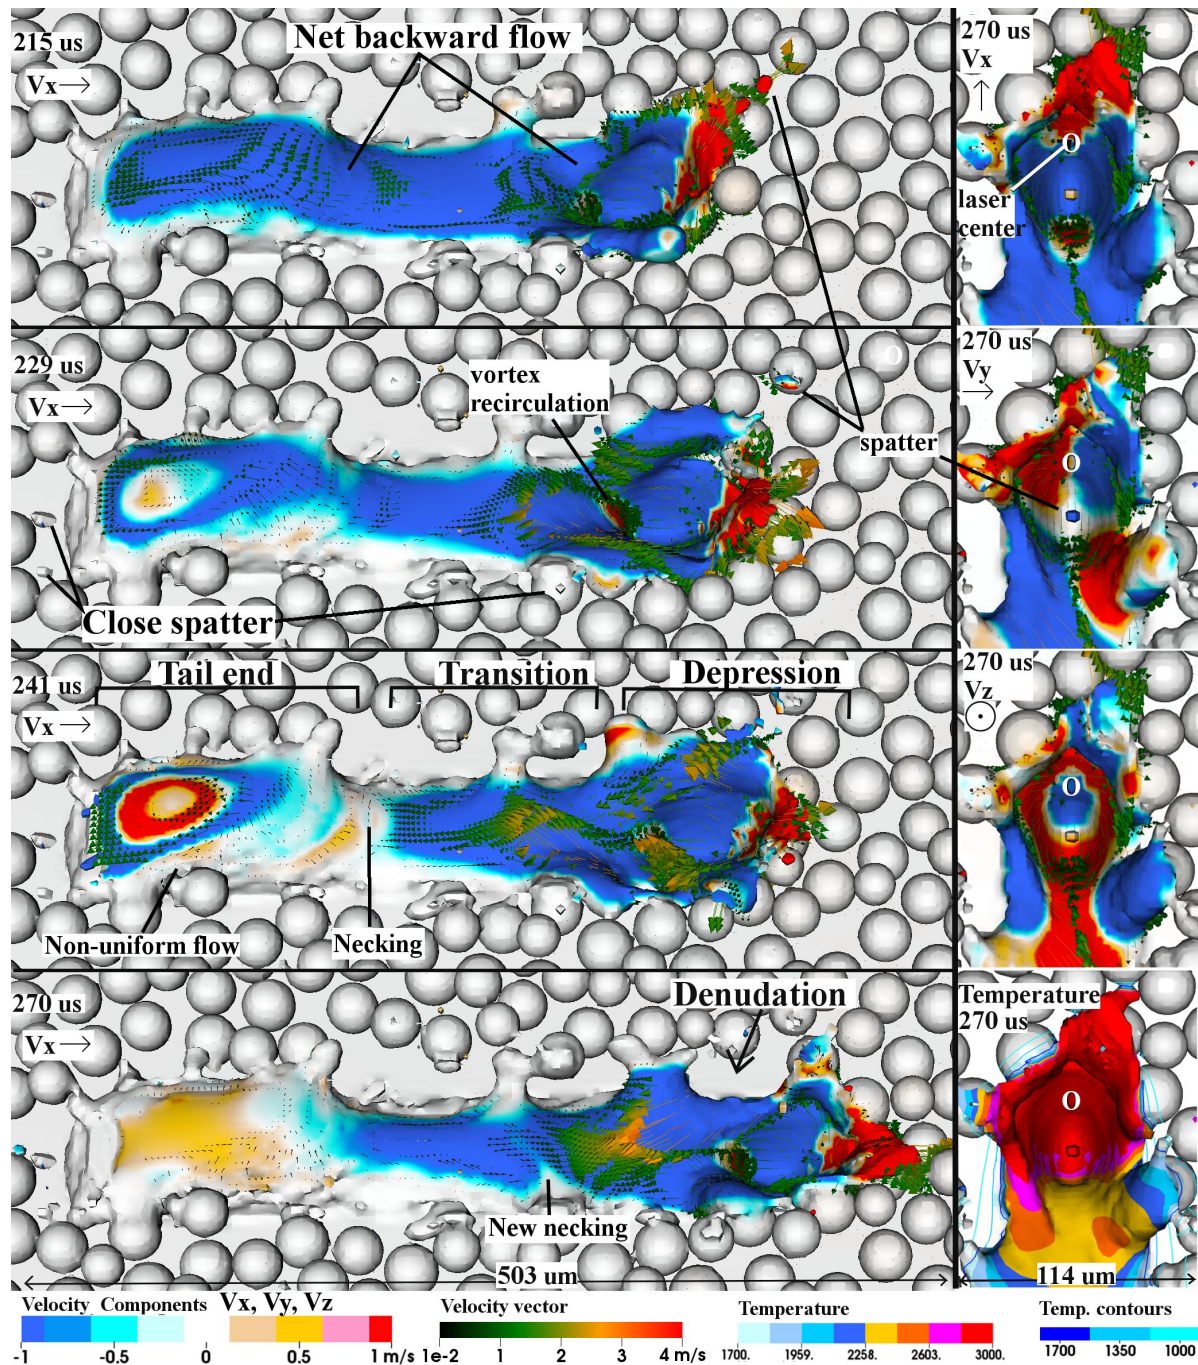 215 us
Vx
Net backward flow
270 us
Vx
O
laser
center
229 us
Vx
vortex
recirculation
O
spatter
Close spatter
270 us
Vy
O
241 us
Vx
Tail end
Transition
Depression
Non-uniform flow
Necking
270 us
Vz
O
270 us
Vx
Denudation
New necking
503 um
Temperature
270 us
O
114 um
Velocity Components Vx, Vy, Vz
-1 -0.5 0 0.5 1 m/s
Velocity vector
1e-2 1 2 3 4 m/s
Temperature
1700. 1959. 2258. 2603. 3000.
Temp. contours
1700 1350 1000